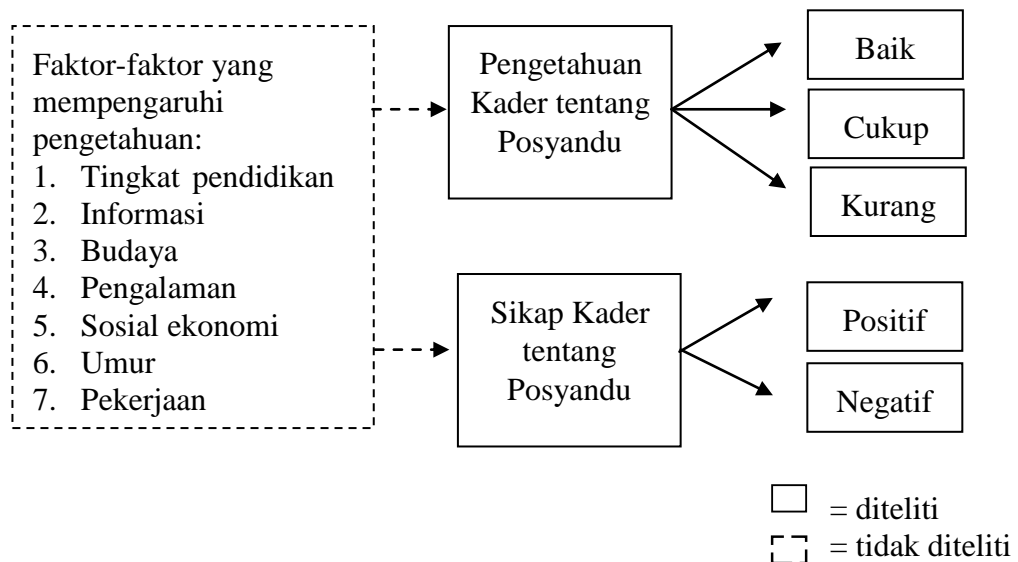 Faktor-faktor yang
mempengaruhi
pengetahuan:
1. Tingkat pendidikan
2. Informasi
3. Budaya
4. Pengalaman
5. Sosial ekonomi
6. Umur
7. Pekerjaan
Pengetahuan
Kader tentang
Posyandu
Baik
Cukup
Kurang
Sikap Kader
tentang
Posyandu
Positif
Negatif
= diteliti
= tidak diteliti